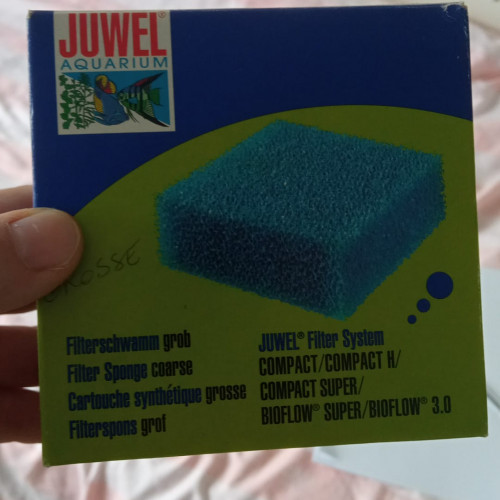 JUWEL®
AQUARIUM
GROSSE
Filterschwamm grob
Filter Sponge coarse
Cartouche synthétique grosse
Filterspons grof
JUWEL® Filter System
COMPACT/COMPACT H/
COMPACT SUPER/
BIOFLOW® SUPER/BIOFLOW® 3.0